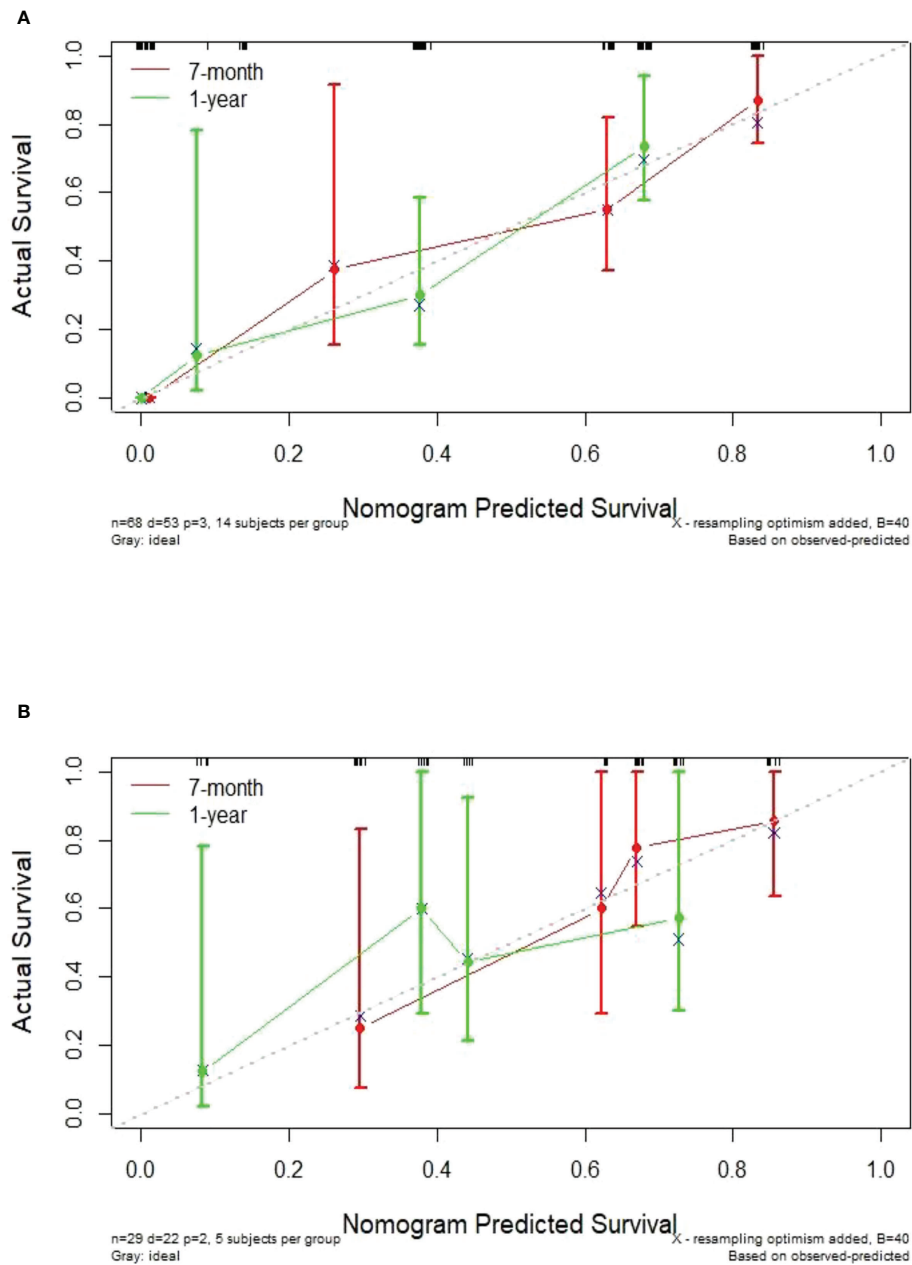 A
7-month
1-year
1.0
0.8
0.6
0.4
0.2
0.0
Actual Survival
0.0 0.2 0.4 0.6 0.8 1.0
Nomogram Predicted Survival
n=68 d=53 p=3, 14 subjects per group
Gray: ideal
X - resampling optimism added, B=40
Based on observed-predicted
B
7-month
1-year
1.0
0.8
0.6
0.4
0.2
0.0
Actual Survival
0.0 0.2 0.4 0.6 0.8 1.0
Nomogram Predicted Survival
n=29 d=22 p=2, 5 subjects per group
Gray: ideal
X - resampling optimism added, B=40
Based on observed-predicted